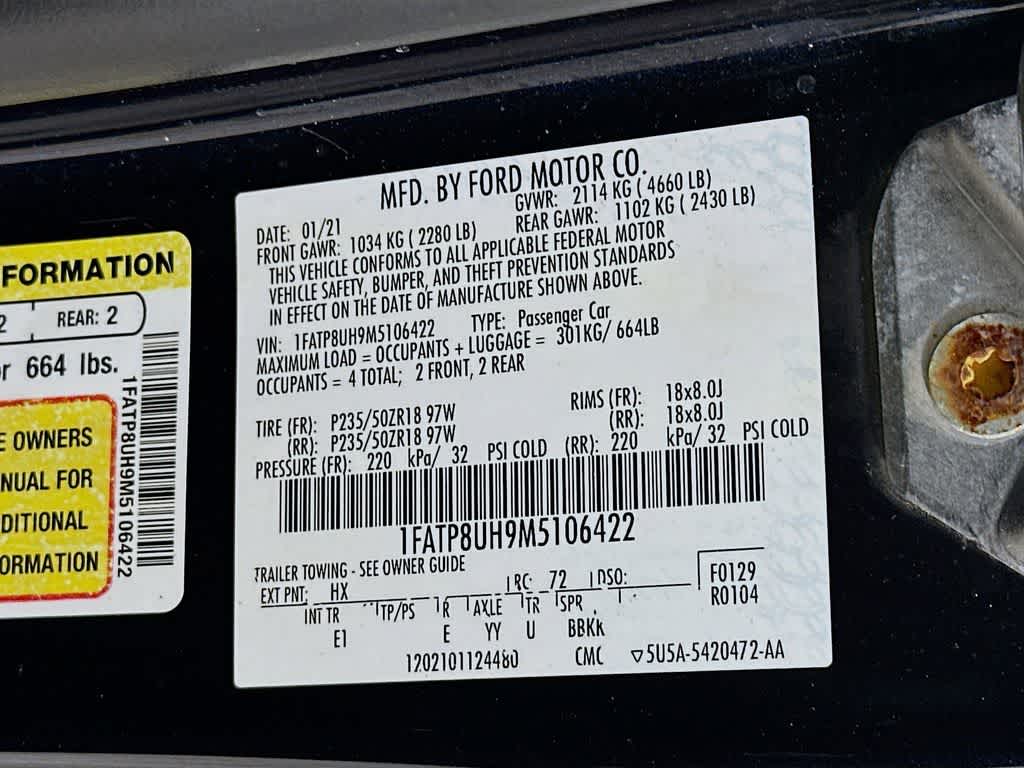 FORMATION
2 REAR: 2
r 664 lbs.
E OWNERS
NUAL FOR
DITIONAL
ORMATION
1FATP8UH9M5106422
MFD. BY FORD MOTOR CO.
DATE: 01/21 GVWR: 2114 KG ( 4660 LB)
FRONT GAWR: 1034 KG ( 2280 LB) REAR GAWR: 1102 KG ( 2430 LB)
THIS VEHICLE CONFORMS TO ALL APPLICABLE FEDERAL MOTOR
VEHICLE SAFETY, BUMPER, AND THEFT PREVENTION STANDARDS
IN EFFECT ON THE DATE OF MANUFACTURE SHOWN ABOVE.
VIN: 1FATP8UH9M5106422 TYPE: Passenger Car
MAXIMUM LOAD = OCCUPANTS + LUGGAGE = 301KG/ 664LB
OCCUPANTS = 4 TOTAL; 2 FRONT, 2 REAR
TIRE (FR): P235/50ZR18 97W RIMS (FR): 18x8.0J
(RR): P235/50ZR18 97W (RR): 18x8.0J
PRESSURE (FR): 220 kPa/ 32 PSI COLD (RR): 220 kPa/ 32 PSI COLD
1FATP8UH9M5106422
TRAILER TOWING - SEE OWNER GUIDE
EXT PNT: HX RC: 72 DSO: F0129
INT TR TP/PS R AXLE TR SPR R0104
E1 E YY U BBKK
1202101124480 CMC ▽5U5A-5420472-AA